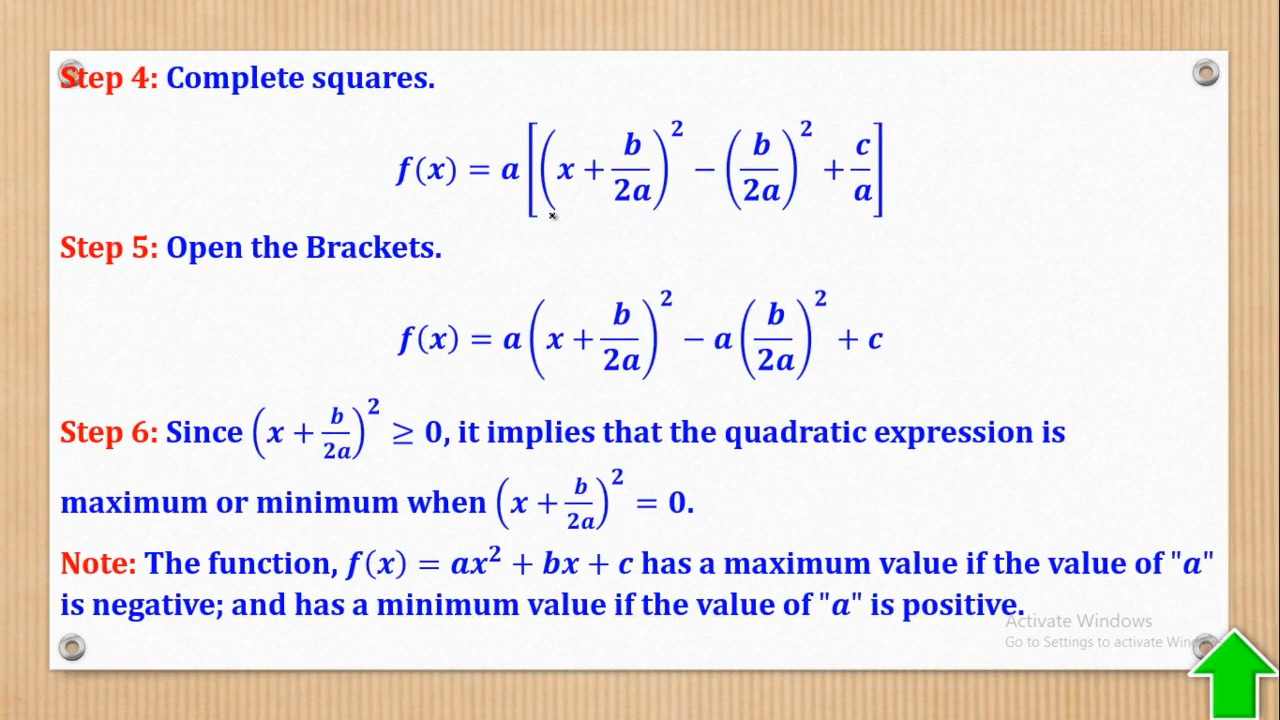 Step 4: Complete squares.
f(x) = a[(x + b/2a)² − (b/2a)² + c/a]
Step 5: Open the Brackets.
f(x) = a(x + b/2a)² − a(b/2a)² + c
Step 6: Since (x + b/2a)² ≥ 0, it implies that the quadratic expression is
maximum or minimum when (x + b/2a)² = 0.
Note: The function, f(x) = ax² + bx + c has a maximum value if the value of "a"
is negative; and has a minimum value if the value of "a" is positive.
Activate Windows
Go to Settings to activate Windows